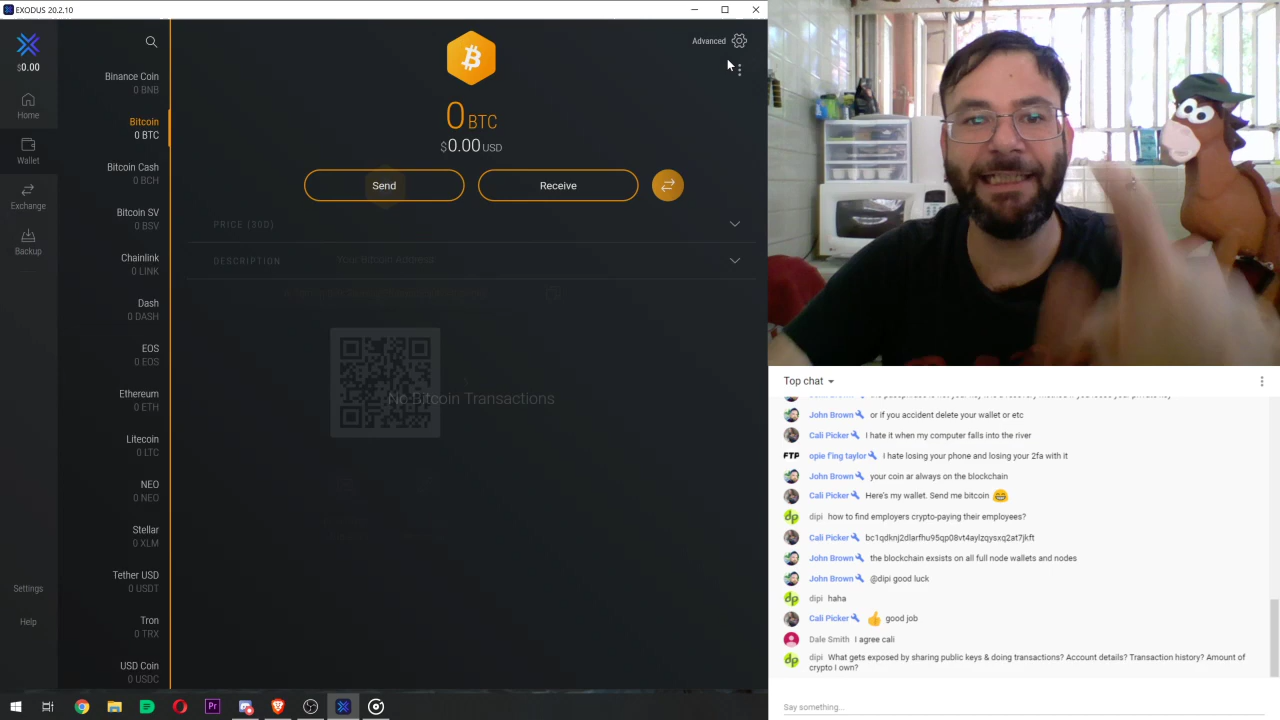 EXODUS 20.2.10
$0.00
Home
Wallet
Exchange
Backup
Settings
Help
Binance Coin
0 BNB
Bitcoin
0 BTC
Bitcoin Cash
0 BCH
Bitcoin SV
0 BSV
Chainlink
0 LINK
Dash
0 DASH
EOS
0 EOS
Ethereum
0 ETH
Litecoin
0 LTC
NEO
0 NEO
Stellar
0 XLM
Tether USD
0 USDT
Tron
0 TRX
USD Coin
0 USDC
Advanced
0 BTC
$0.00 USD
Send
Receive
PRICE (30D)
DESCRIPTION
Your Bitcoin Address
No Bitcoin Transactions
Pr
Top chat
John Brown or if you accident delete your wallet or etc
Cali Picker I hate it when my computer falls into the river
FTP opie f'ing taylor I hate losing your phone and losing your 2fa with it
John Brown your coin ar always on the blockchain
Cali Picker Here's my wallet. Send me bitcoin 😂
dp dipi how to find employers crypto-paying their employees?
Cali Picker bc1qdknj2dlarfhu95qp08vt4aylzqysxq2at7jkft
John Brown the blockchain exsists on all full node wallets and nodes
John Brown @dipi good luck
dp dipi haha
Cali Picker 👍 good job
Dale Smith I agree cali
dp dipi What gets exposed by sharing public keys & doing transactions? Account details? Transaction history? Amount of
crypto I own?
Say something...